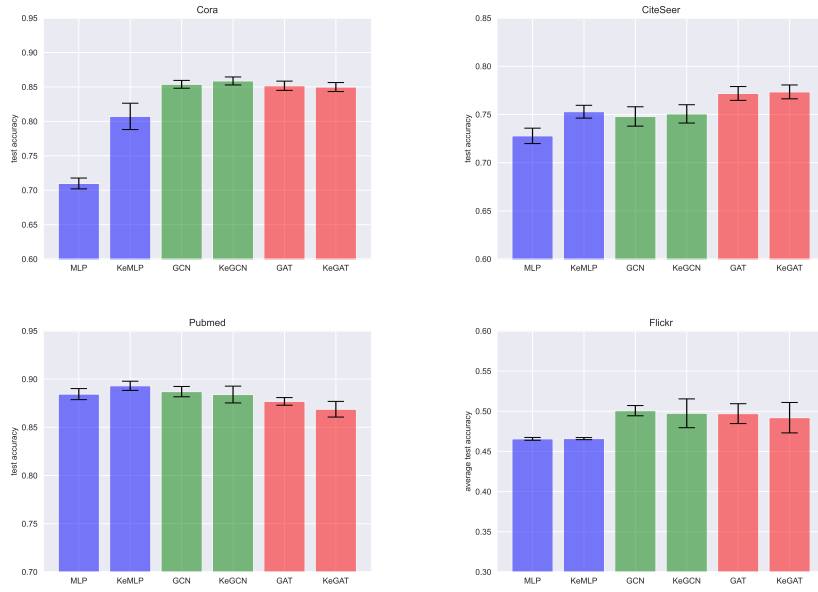 Cora
test accuracy
0.95
0.90
0.85
0.80
0.75
0.70
0.65
0.60
MLP KeMLP GCN KeGCN GAT KeGAT
CiteSeer
test accuracy
0.85
0.80
0.75
0.70
0.65
0.60
MLP KeMLP GCN KeGCN GAT KeGAT
Pubmed
test accuracy
0.95
0.90
0.85
0.80
0.75
0.70
MLP KeMLP GCN KeGCN GAT KeGAT
Flickr
average test accuracy
0.60
0.55
0.50
0.45
0.40
0.35
0.30
MLP KeMLP GCN KeGCN GAT KeGAT